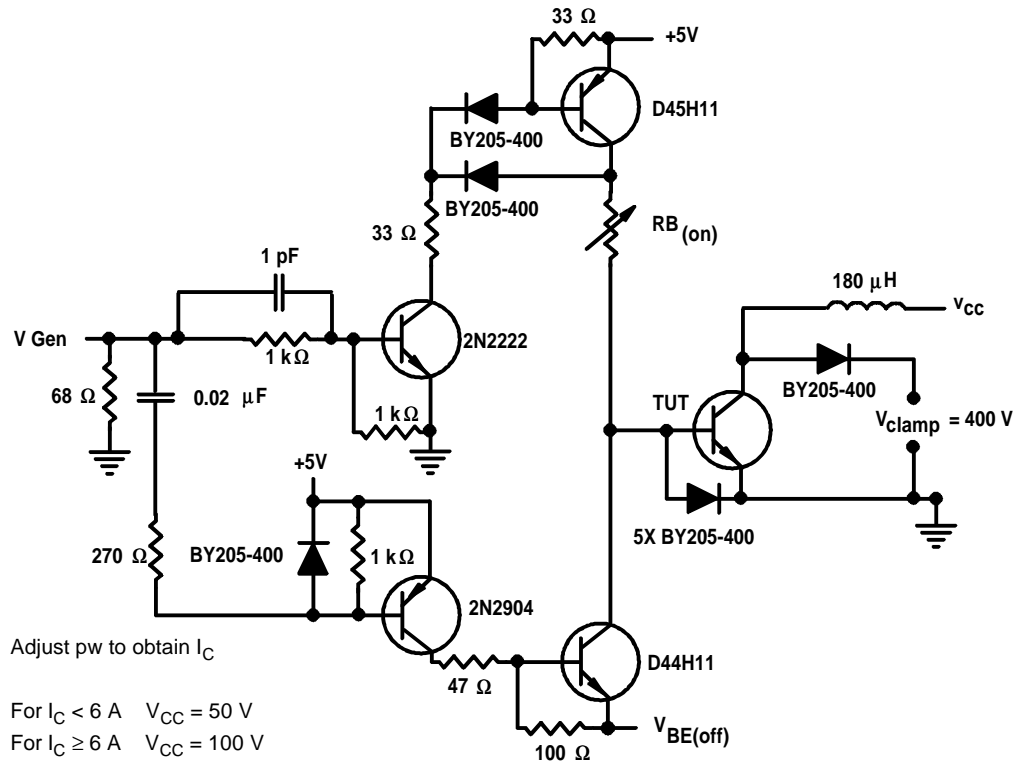 33 Ω
+5V
D45H11
BY205-400
BY205-400
33 Ω
RB(on)
1 pF
180 μH
vCC
V Gen
1 kΩ
2N2222
68 Ω
0.02 μF
BY205-400
TUT
Vclamp = 400 V
1 kΩ
+5V
5X BY205-400
270 Ω
BY205-400
1 kΩ
2N2904
Adjust pw to obtain IC
D44H11
47 Ω
For IC < 6 A VCC = 50 V
VBE(off)
For IC ≥ 6 A VCC = 100 V
100 Ω